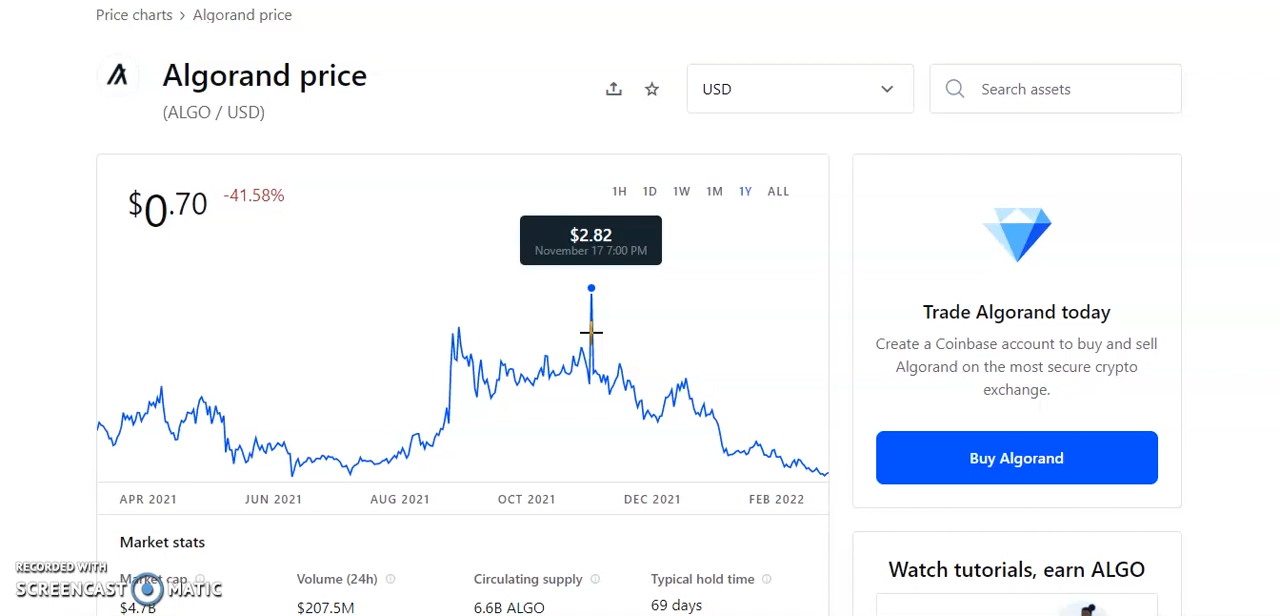 Price charts > Algorand price
Algorand price
(ALGO / USD)
USD
Search assets
$0.70 -41.58%
1H 1D 1W 1M 1Y ALL
$2.82
November 17 7:00 PM
APR 2021 JUN 2021 AUG 2021 OCT 2021 DEC 2021 FEB 2022
Trade Algorand today
Create a Coinbase account to buy and sell
Algorand on the most secure crypto
exchange.
Buy Algorand
Market stats
Market cap Volume (24h) Circulating supply Typical hold time
$4.7B $207.5M 6.6B ALGO 69 days
Watch tutorials, earn ALGO
RECORDED WITH
SCREENCAST MATIC